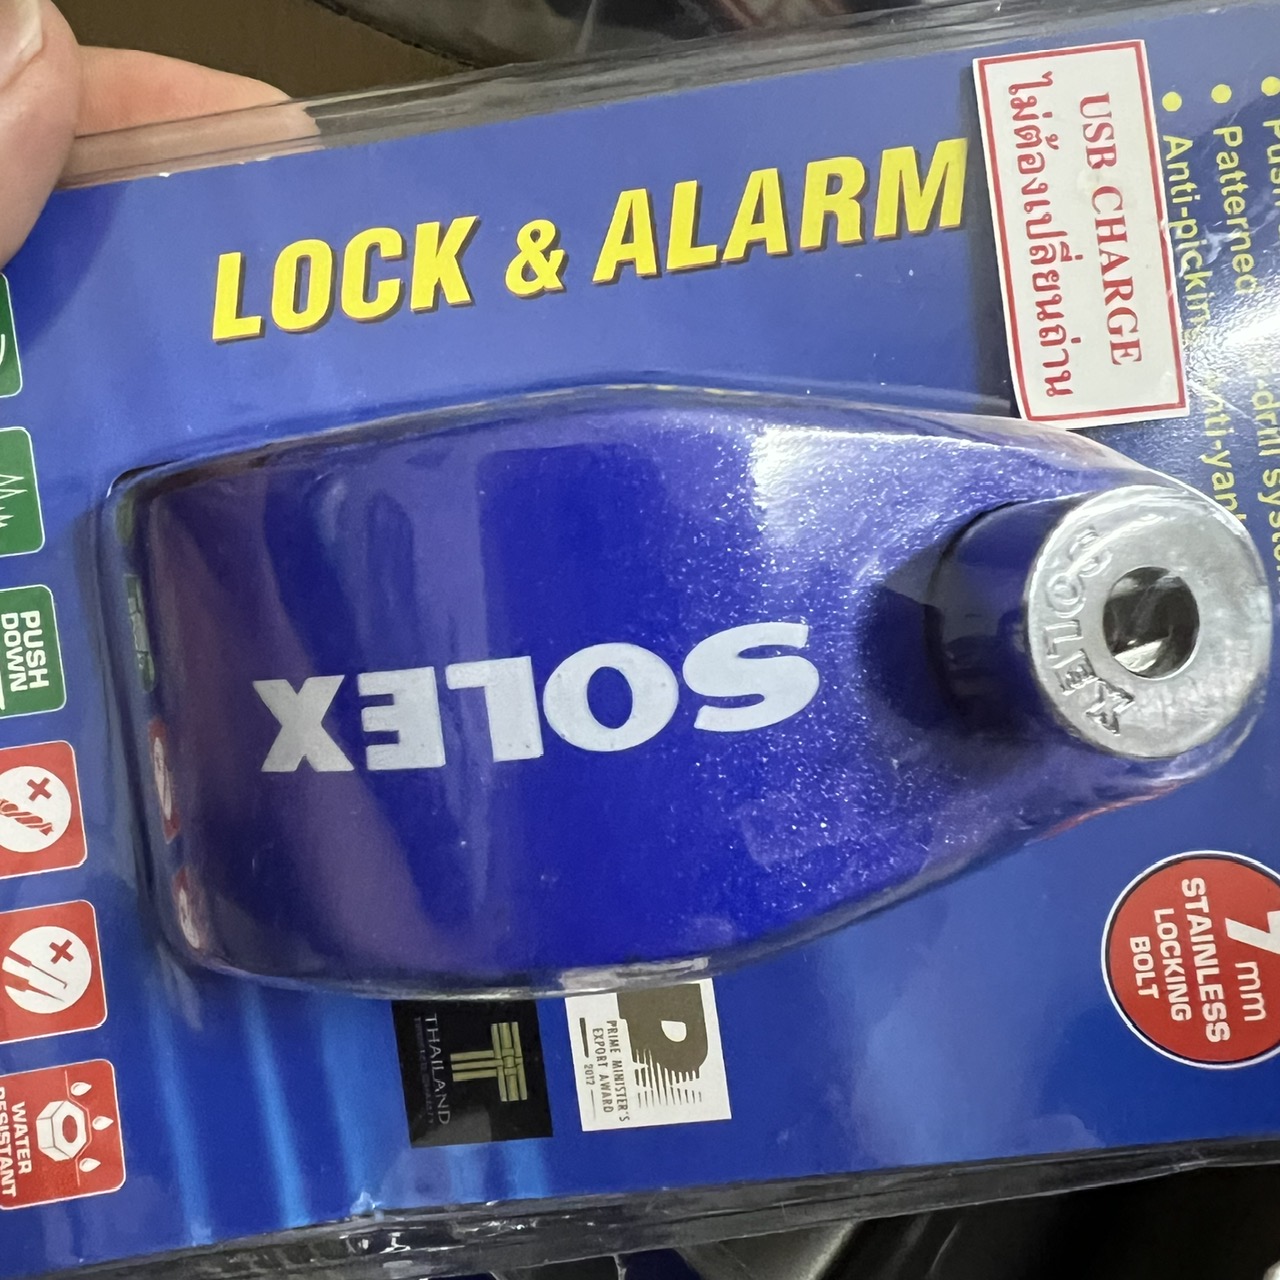 LOCK & ALARM
USB CHARGE
ไม่ต้องเปลี่ยนถ่าน
Patterned
Anti-picking
SOLEX
SOLEX
7 mm
STAINLESS
LOCKING
BOLT
PUSH
DOWN
WATER
RESISTANT
THAILAND
PRIME MINISTER'S
EXPORT AWARD
2012